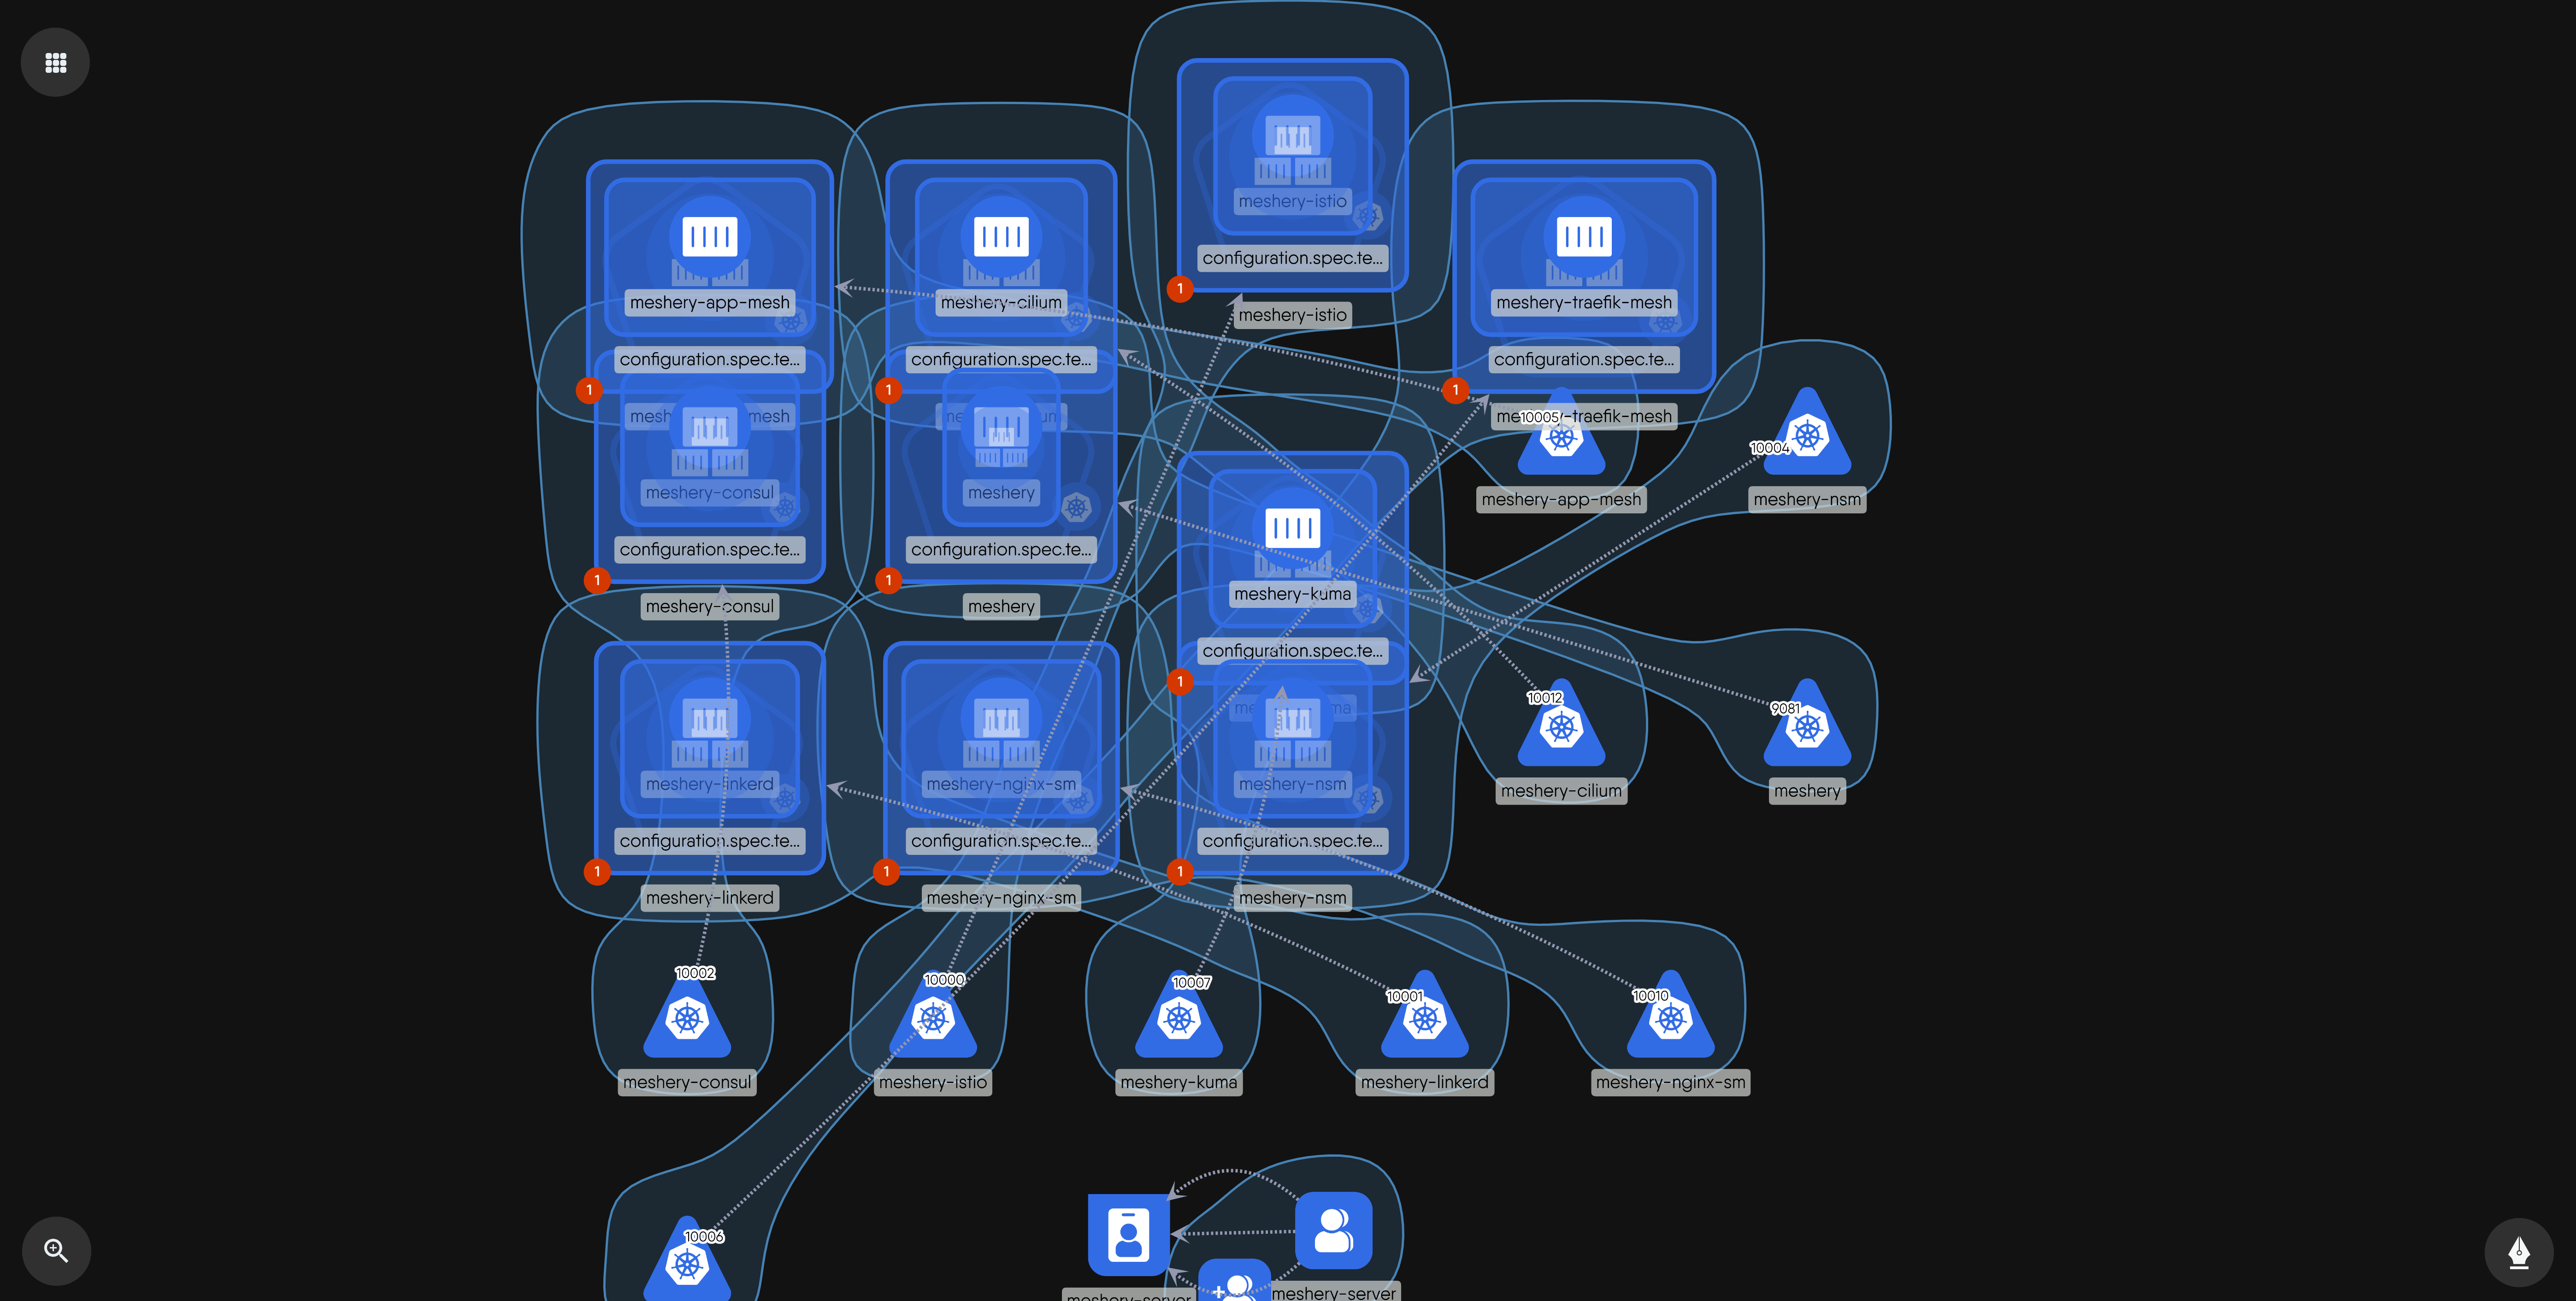 meshery-istio
configuration.spec.te...
1
meshery-istio
meshery-app-mesh
configuration.spec.te...
1
meshery-cilium
configuration.spec.te...
1
meshery-traefik-mesh
configuration.spec.te...
1
10005
10004
meshery-app-mesh
meshery-nsm
meshery-consul
configuration.spec.te...
1
meshery-consul
meshery
configuration.spec.te...
1
meshery
meshery-kuma
configuration.spec.te...
1
10012
9081
meshery-cilium
meshery
meshery-linkerd
configuration.spec.te...
1
meshery-linkerd
meshery-nginx-sm
configuration.spec.te...
1
meshery-nginx-sm
meshery-nsm
configuration.spec.te...
1
meshery-nsm
10002
10000
10007
10001
10010
meshery-consul
meshery-istio
meshery-kuma
meshery-linkerd
meshery-nginx-sm
10006
meshery-server
meshery-server